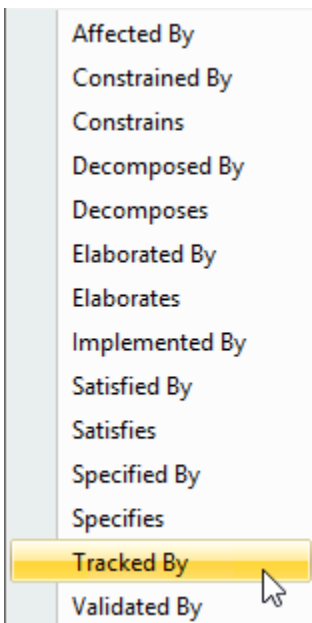 Affected By
Constrained By
Constrains
Decomposed By
Decomposes
Elaborated By
Elaborates
Implemented By
Satisfied By
Satisfies
Specified By
Specifies
Tracked By
Validated By